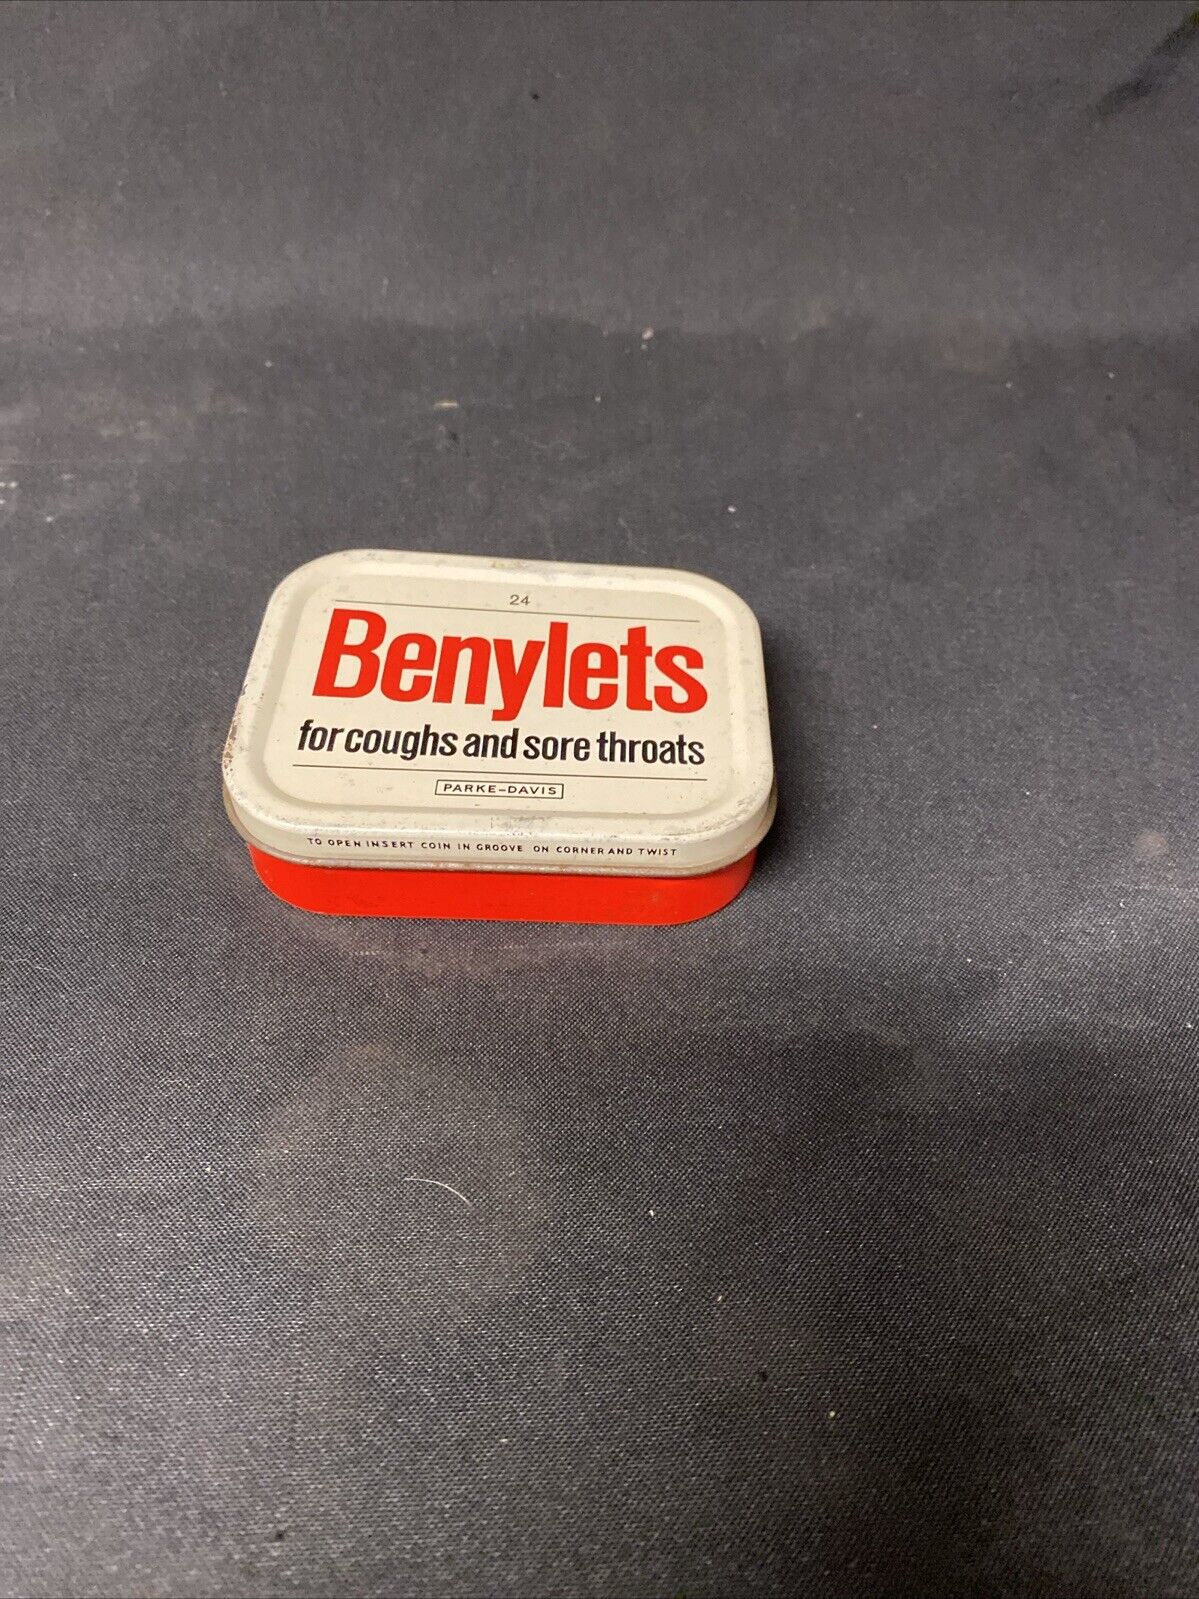 24
Benylets
for coughs and sore throats
PARKE-DAVIS
TO OPEN INSERT COIN IN GROOVE ON CORNER AND TWIST